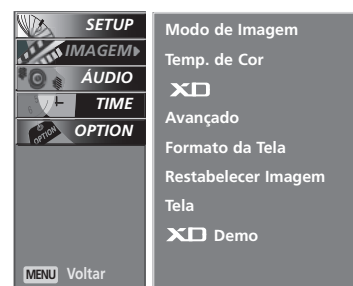 SETUP
IMAGEM
ÁUDIO
TIME
OPTION
OPTION
MENU Voltar
Modo de Imagem
Temp. de Cor
XD
Avançado
Formato da Tela
Restabelecer Imagem
Tela
XD Demo